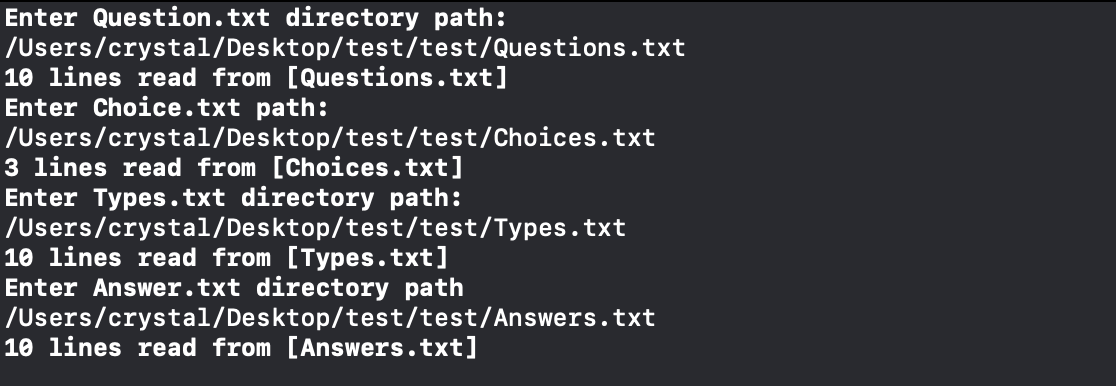 Enter Question.txt directory path:
/Users/crystal/Desktop/test/test/Questions.txt
10 lines read from [Questions.txt]
Enter Choice.txt path:
/Users/crystal/Desktop/test/test/Choices.txt
3 lines read from [Choices.txt]
Enter Types.txt directory path:
/Users/crystal/Desktop/test/test/Types.txt
10 lines read from [Types.txt]
Enter Answer.txt directory path
/Users/crystal/Desktop/test/test/Answers.txt
10 lines read from [Answers.txt]